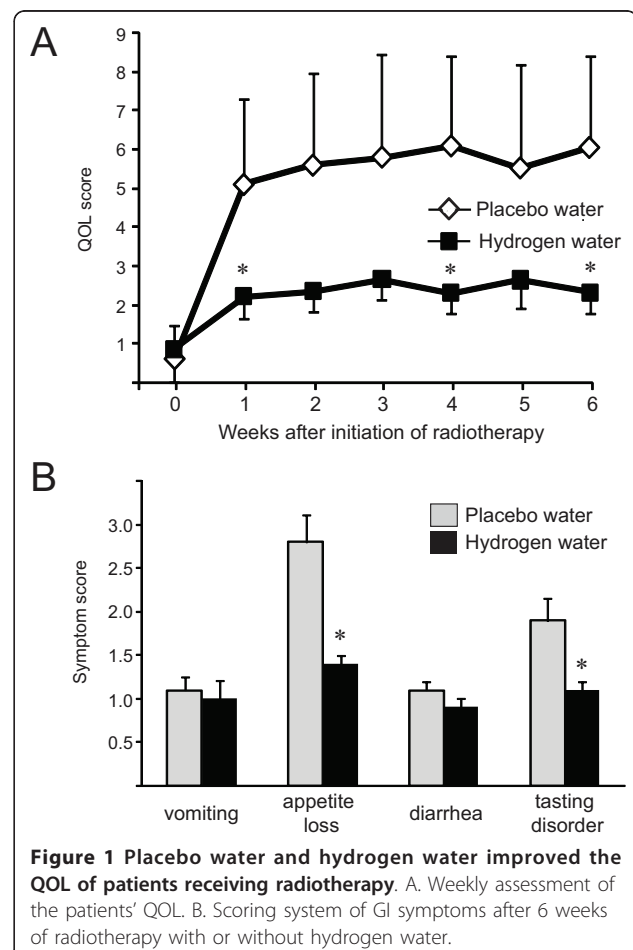 A
9
8
7
6
5
4
3
2
1
QOL score
Placebo water
Hydrogen water
* * *
0 1 2 3 4 5 6
Weeks after initiation of radiotherapy
B
3.0
2.5
2.0
1.5
1.0
0.5
Symptom score
Placebo water
Hydrogen water
* *
vomiting appetite loss diarrhea tasting disorder
Figure 1 Placebo water and hydrogen water improved the
QOL of patients receiving radiotherapy. A. Weekly assessment of
the patients' QOL. B. Scoring system of GI symptoms after 6 weeks
of radiotherapy with or without hydrogen water.